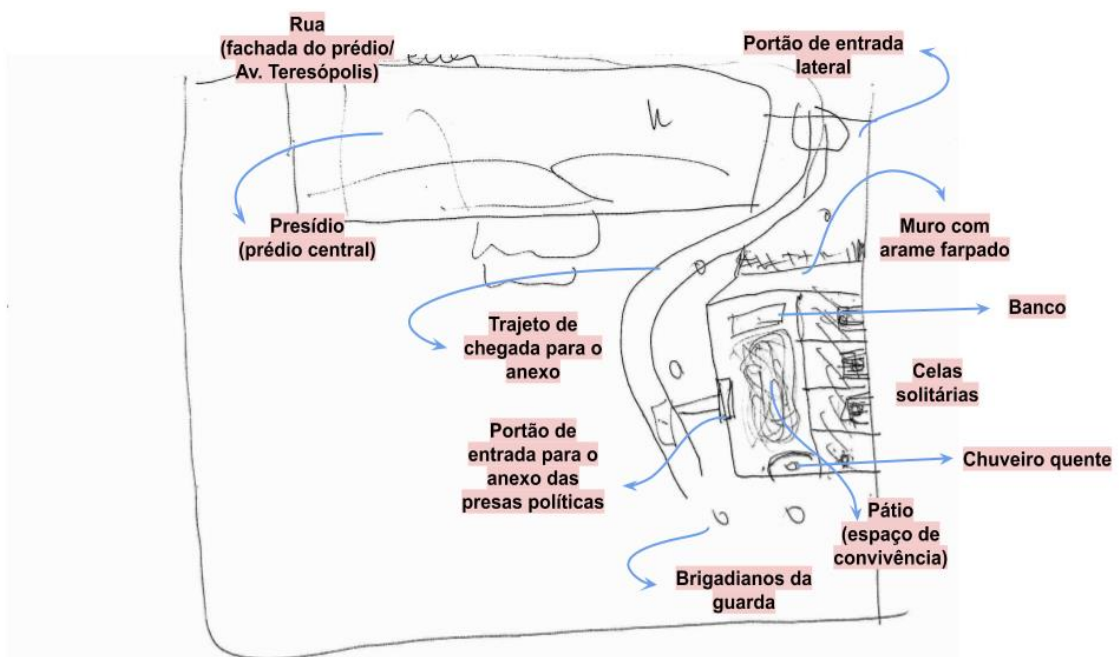 Rua
(fachada do prédio/
Av. Teresópolis)
Portão de entrada
lateral
Presídio
(prédio central)
Muro com
arame farpado
Banco
Trajeto de
chegada para o
anexo
Celas
solitárias
Portão de
entrada para o
anexo das
presas políticas
Chuveiro quente
Pátio
(espaço de
convivência)
Brigadianos da
guarda